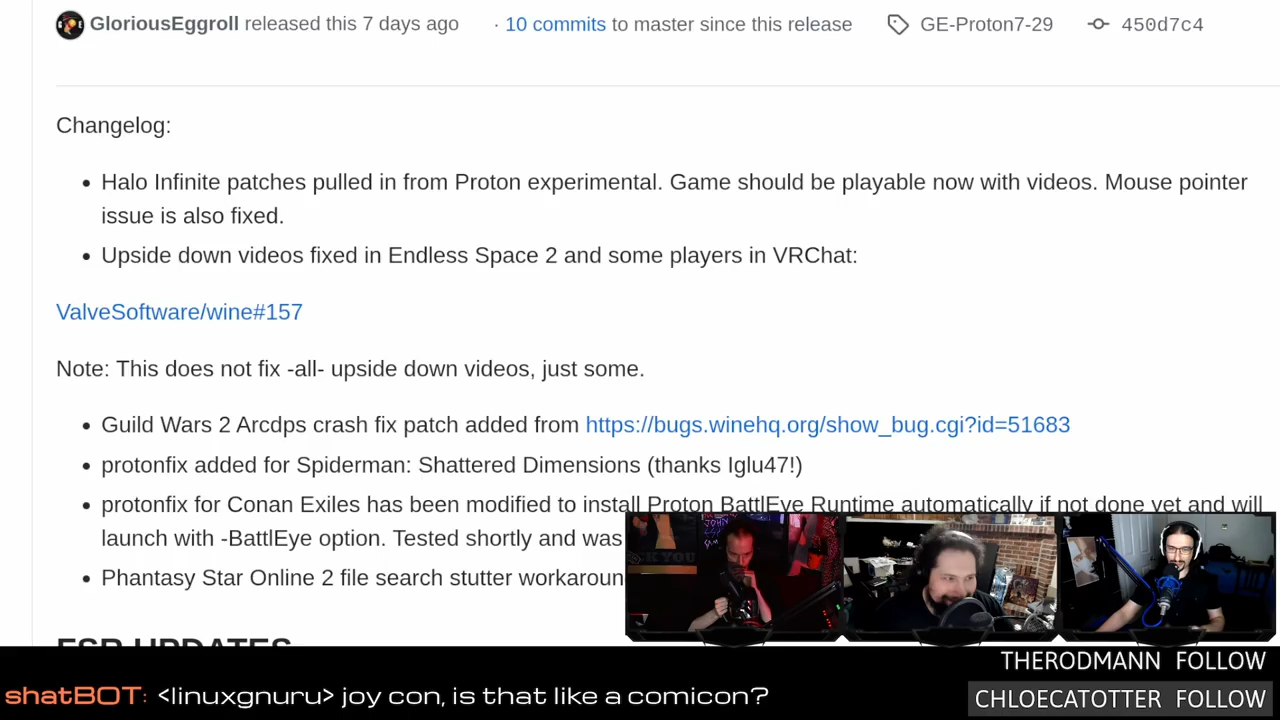 GloriousEggroll released this 7 days ago · 10 commits to master since this release GE-Proton7-29 450d7c4
Changelog:
• Halo Infinite patches pulled in from Proton experimental. Game should be playable now with videos. Mouse pointer
issue is also fixed.
• Upside down videos fixed in Endless Space 2 and some players in VRChat:
ValveSoftware/wine#157
Note: This does not fix -all- upside down videos, just some.
• Guild Wars 2 Arcdps crash fix patch added from https://bugs.winehq.org/show_bug.cgi?id=51683
• protonfix added for Spiderman: Shattered Dimensions (thanks Iglu47!)
• protonfix for Conan Exiles has been modified to install Proton BattlEye Runtime automatically if not done yet and will
launch with -BattlEye option. Tested shortly and was
• Phantasy Star Online 2 file search stutter workaroun
FSR UPDATES
THERODMANN FOLLOW
shatBOT: <linuxgnuru> joy con, is that like a comicon?
CHLOECATOTTER FOLLOW